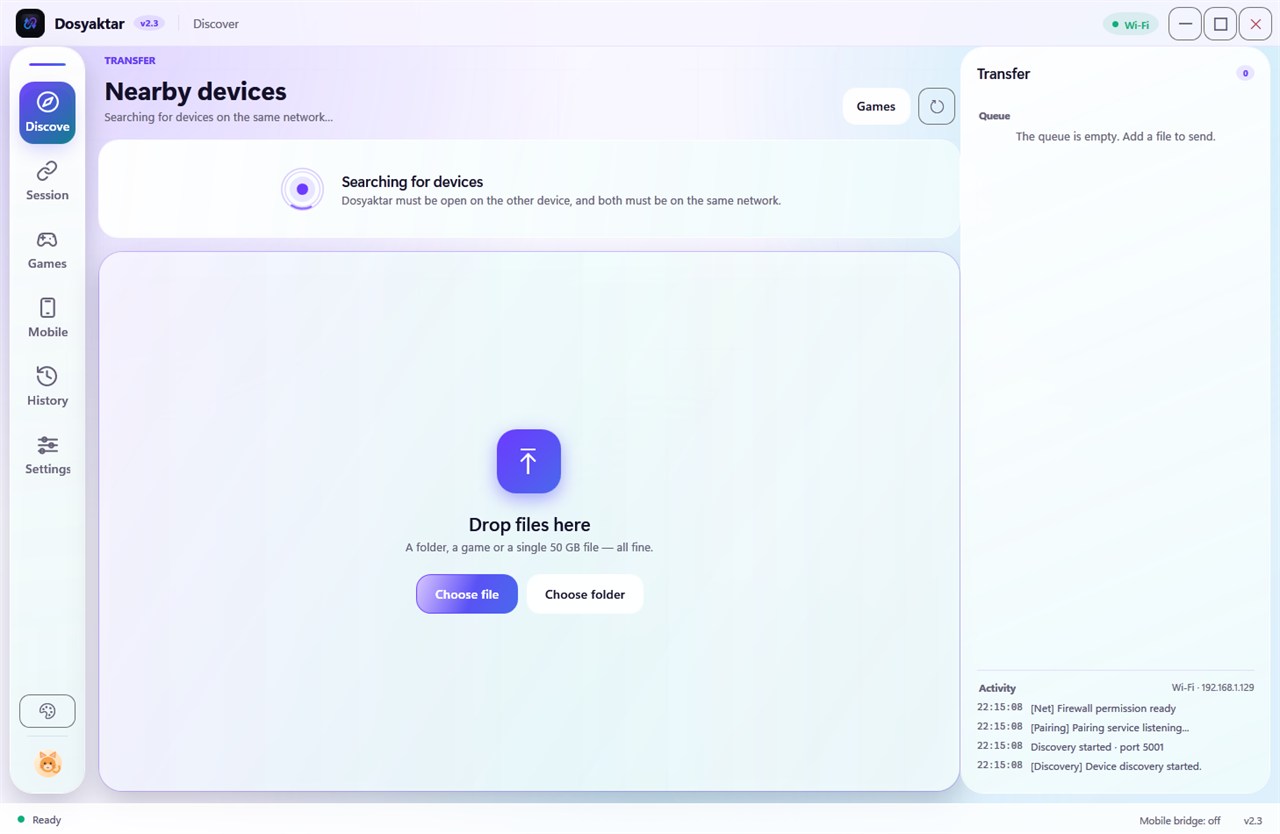 Dosyaktar v2.3 Discover
Wi-Fi
Discove
Session
Games
Mobile
History
Settings
TRANSFER
Nearby devices
Searching for devices on the same network...
Games
Searching for devices
Dosyaktar must be open on the other device, and both must be on the same network.
Drop files here
A folder, a game or a single 50 GB file — all fine.
Choose file
Choose folder
Transfer 0
Queue
The queue is empty. Add a file to send.
Activity Wi-Fi · 192.168.1.129
22:15:08 [Net] Firewall permission ready
22:15:08 [Pairing] Pairing service listening...
22:15:08 Discovery started · port 5001
22:15:08 [Discovery] Device discovery started.
Ready
Mobile bridge: off v2.3